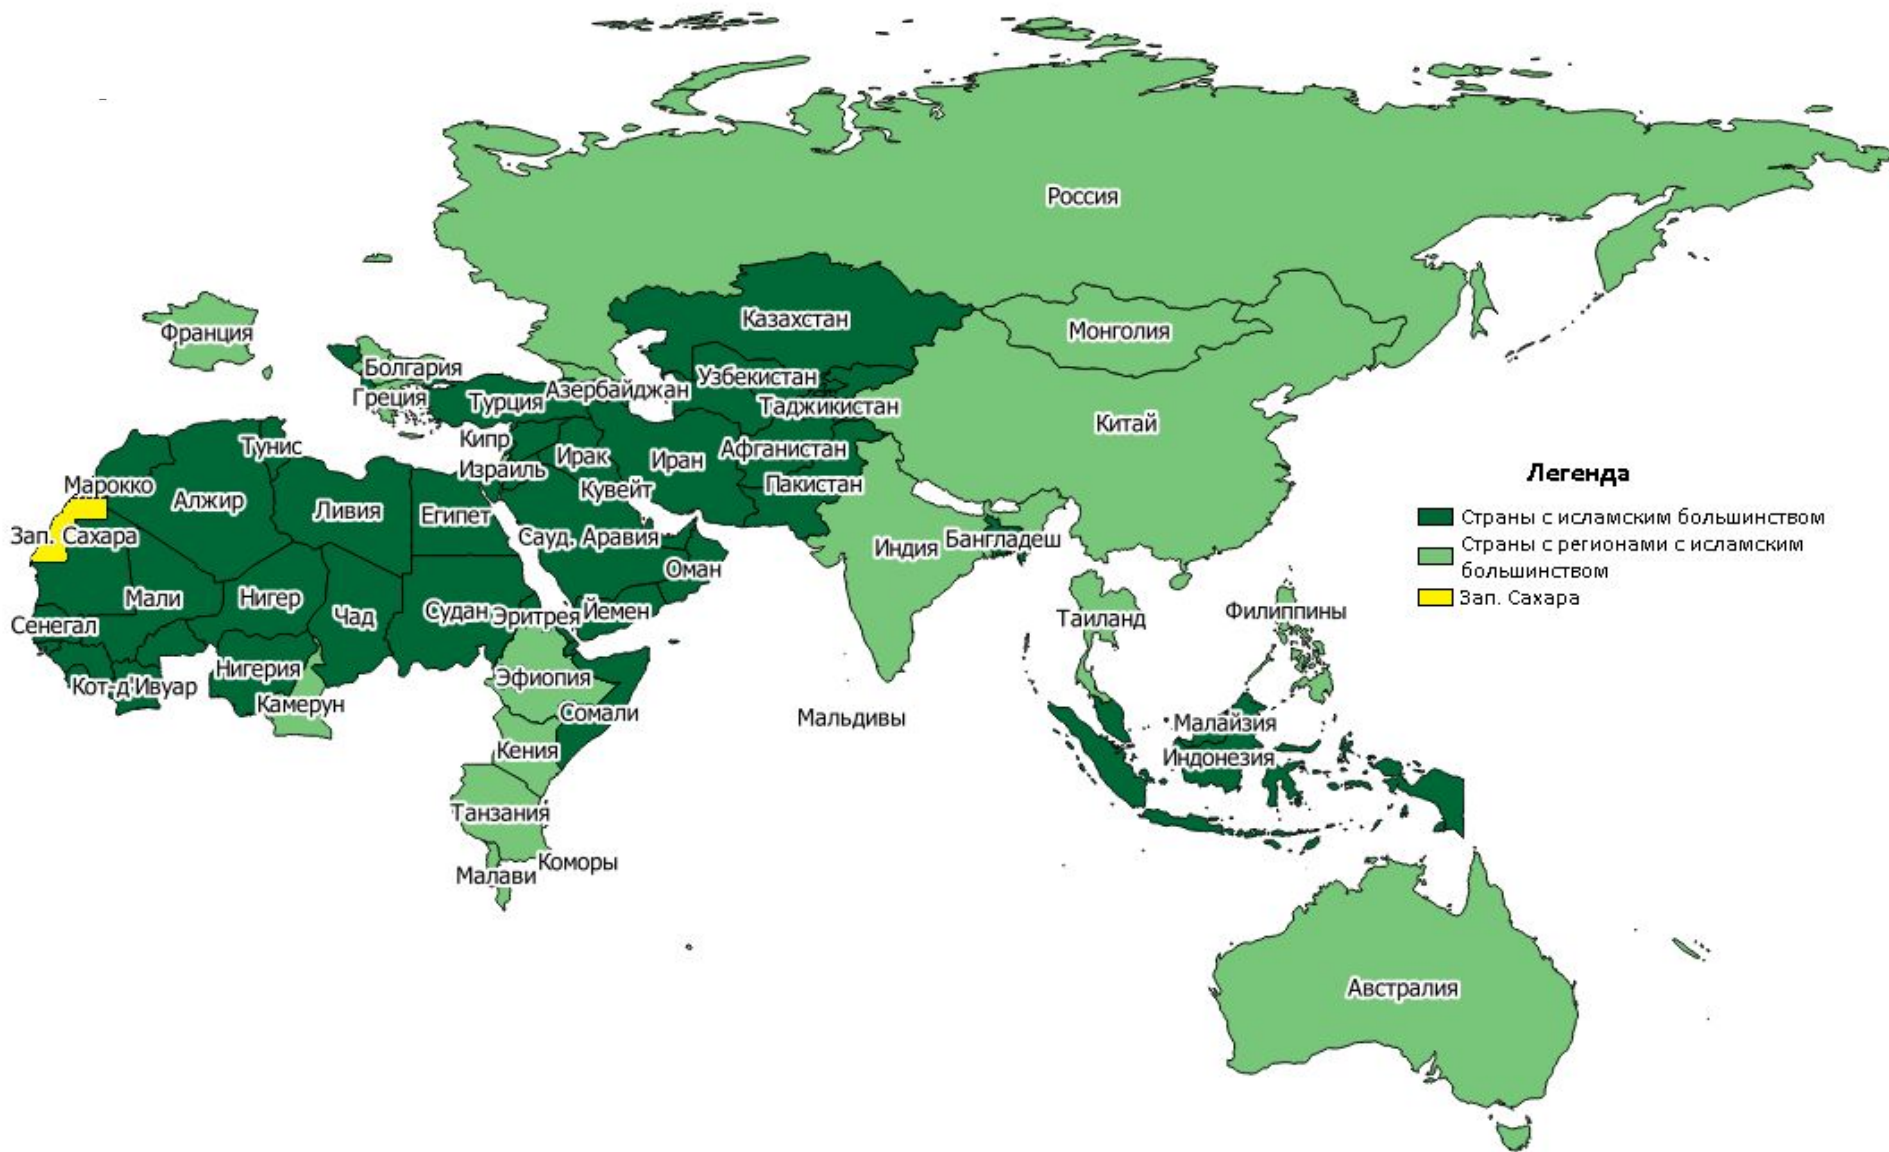 Россия
Казахстан
Монголия
Франция
Болгария
Узбекистан
Азербайджан
Греция
Турция
Таджикистан
Китай
Кипр
Тунис
Афганистан
Ирак
Иран
Израиль
Марокко
Пакистан
Кувейт
Алжир
Ливия
Египет
Зап. Сахара
Сауд. Аравия
Индия
Бангладеш
Оман
Мали
Нигер
Чад
Судан
Эритрея
Йемен
Сенегал
Таиланд
Филиппины
Нигерия
Эфиопия
Кот-д'Ивуар
Камерун
Сомали
Мальдивы
Малайзия
Кения
Индонезия
Танзания
Коморы
Малави
Австралия
Легенда
Страны с исламским большинством
Страны с регионами с исламским
большинством
Зап. Сахара